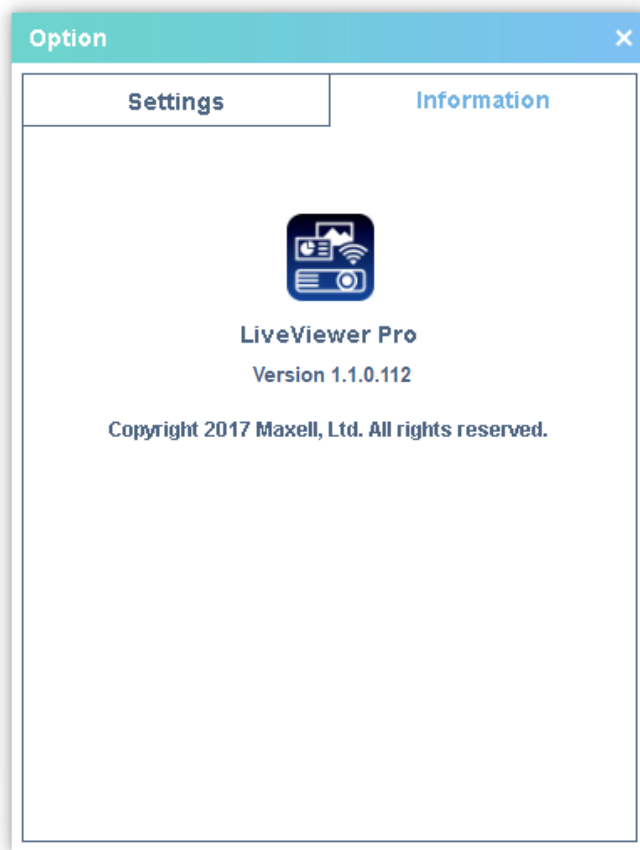 Option
Settings
Information
LiveViewer Pro
Version 1.1.0.112
Copyright 2017 Maxell, Ltd. All rights reserved.